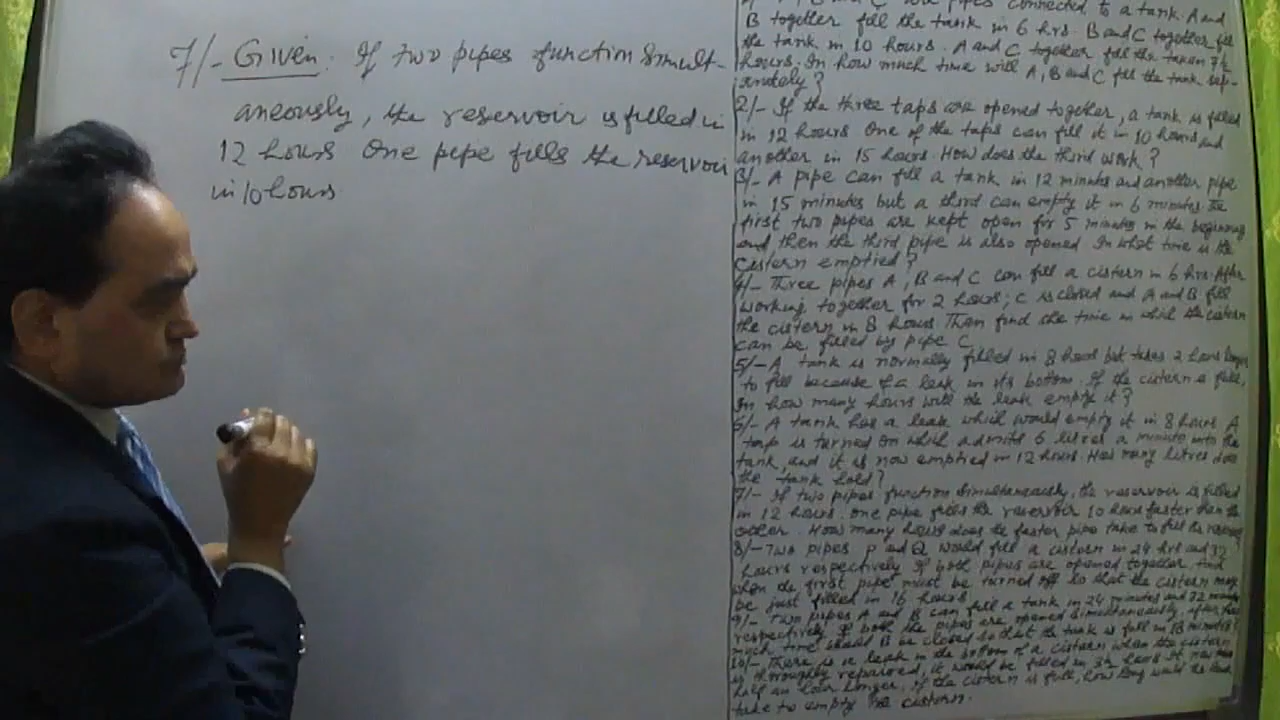 7/- Given: If two pipes function Simult-
aneously, the reservoir is filled in
12 hours One pipe fills the reservoir
in 10 hours
pipes connected to a tank. A and
B together fill the tank in 6 hrs. B and C together fill
the tank in 10 hours. A and C together fill the taken 7½
hours. In how much time will A, B and C fill the tank sep-
arately?
2/- If the three taps are opened together, a tank is filled
in 12 hours One of the taps can fill it in 10 hours and
another in 15 hours. How does the third work?
3/- A pipe can fill a tank in 12 minutes and another pipe
in 15 minutes but a third can empty it in 6 minutes The
first two pipes are kept open for 5 minutes in the beginning
and then the third pipe is also opened In what time is the
cistern emptied?
4/- Three pipes A, B and C can fill a cistern in 6 hrs. After
working together for 2 hours; C is closed and A and B fill
the cistern in 8 hours. Then find the time in which the cistern
can be filled by pipe C
5/- A tank is normally filled in 8 hours but takes 2 hours longer
to fill because of a leak in its bottom. If the cistern is full,
In how many hours will the leak empty it?
6/- A tank has a leak which would empty it in 8 hours A
tap is turned on which admits 6 litres a minute into the
tank, and it is now emptied in 12 hours. How many litres does
the tank hold?
7/- If two pipes function Simultaneously, the reservoir is filled
in 12 hours. One pipe fills the reservoir 10 hours faster than the
other. How many hours does the faster pipe take to fill the
8/- Two pipes P and Q would fill a cistern in 24 hrs and 32
hours respectively If both pipes are opened together find
when the first pipe must be turned off so that the cistern may
be just filled in 16 hours.
9/- Two pipes A and B can fill a tank in 24 minutes and 32 minutes
respectively If both the pipes are opened simultaneously, after how
much time should B be closed so that the tank is full in 18 minutes?
10/- There is a leak in the bottom of a cistern when the cistern
is thoroughly repaired, it would be filled in 3½ hours It now takes
half an hour longer. If the cistern is full, how long would the leak
take to empty the cistern.